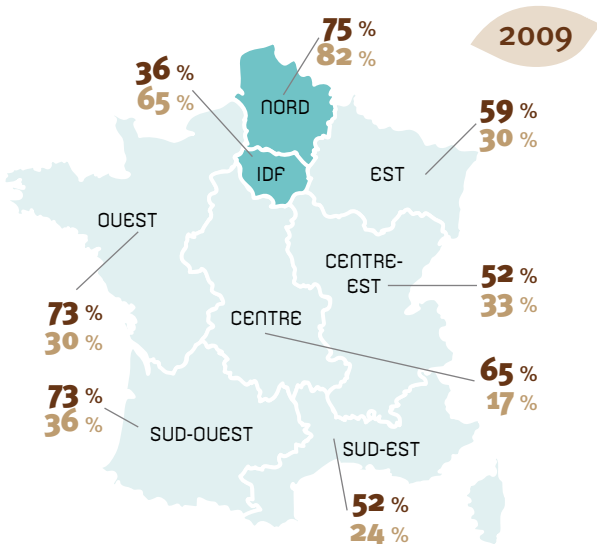 75 %
82 %
2009
36 %
65 %
NORD
59 %
30 %
IDF
EST
OUEST
CENTRE-
EST
52 %
33 %
73 %
30 %
CENTRE
65 %
17 %
73 %
36 %
SUD-OUEST
SUD-EST
52 %
24 %